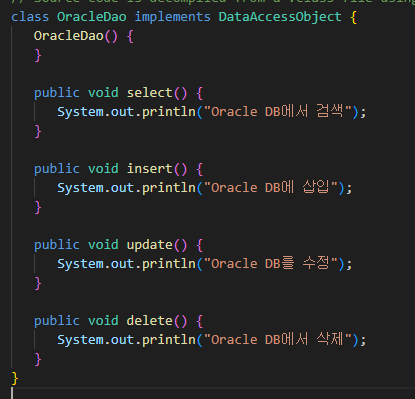 // Source code is decompiled from a .class file using
class OracleDao implements DataAccessObject {
OracleDao() {
}
public void select() {
System.out.println("Oracle DB에서 검색");
}
public void insert() {
System.out.println("Oracle DB에 삽입");
}
public void update() {
System.out.println("Oracle DB를 수정");
}
public void delete() {
System.out.println("Oracle DB에서 삭제");
}
}